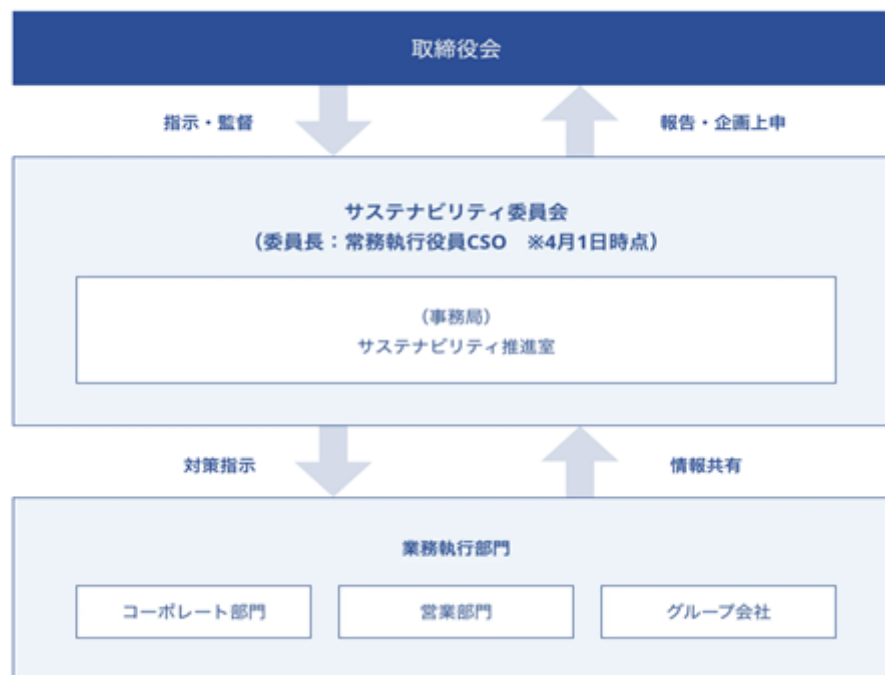 取締役会
指示・監督
報告・企画上申
サステナビリティ委員会
（委員長：常務執行役員CSO　※4月1日時点）
（事務局）
サステナビリティ推進室
対策指示
情報共有
業務執行部門
コーポレート部門
営業部門
グループ会社